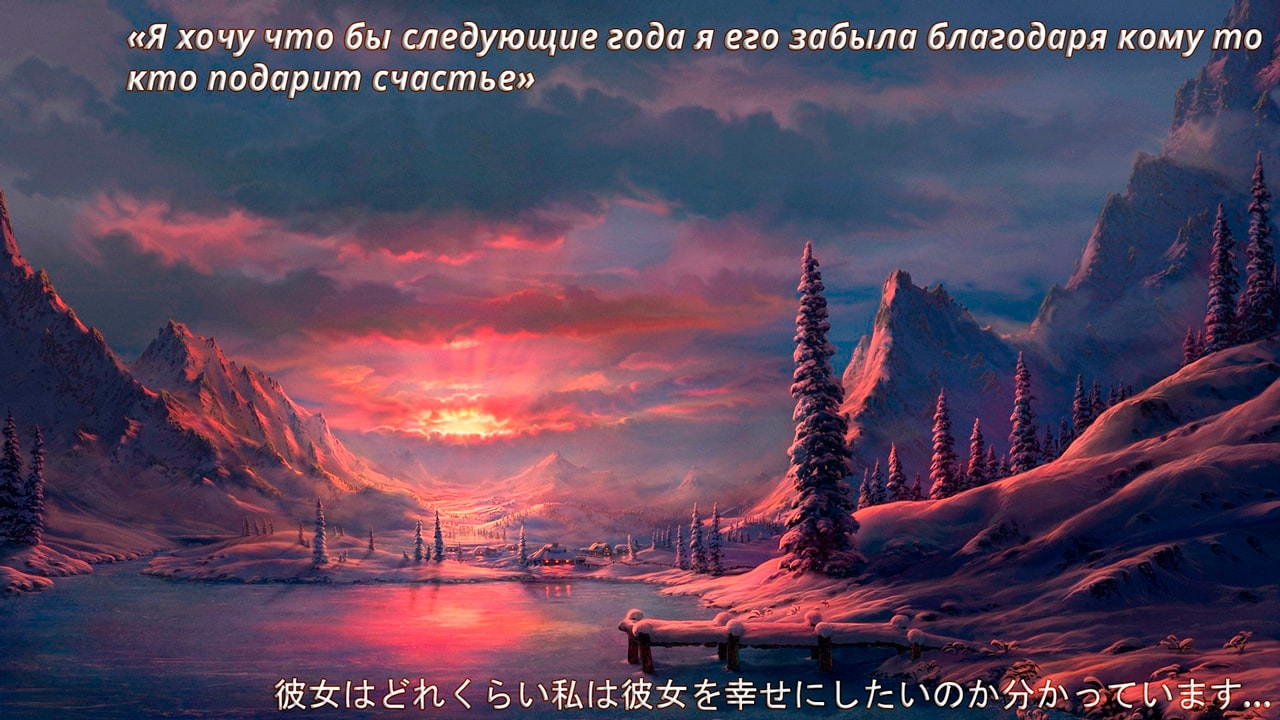 «Я хочу что бы следующие года я его забыла благодаря кому то
кто подарит счастье»
彼女はどれくらい私は彼女を幸せにしたいのか分かっています...